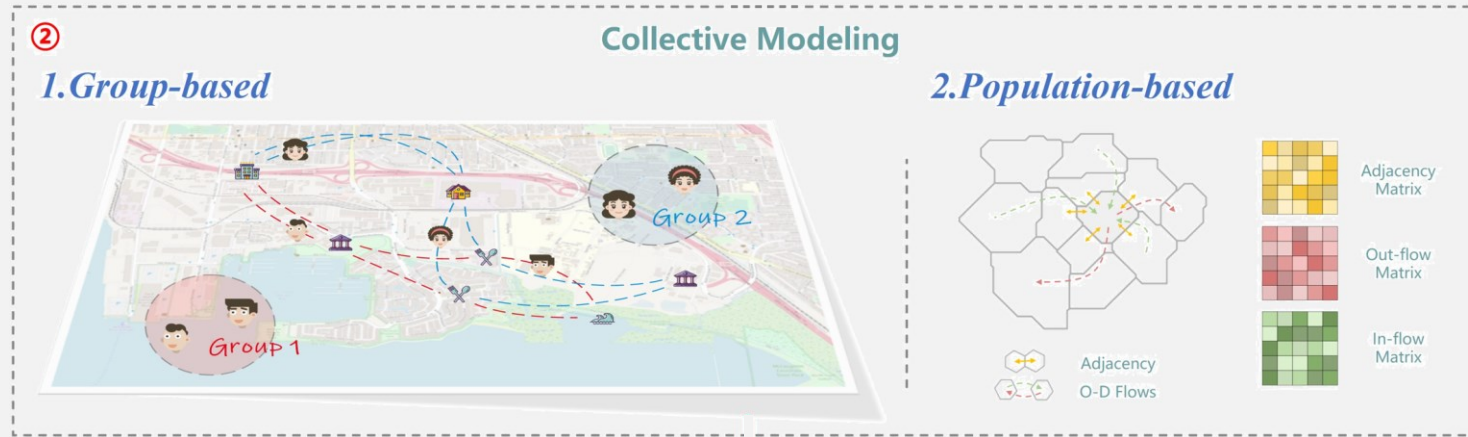 ②
Collective Modeling
1.Group-based
2.Population-based
Group 2
Group 1
Adjacency
Matrix
Out-flow
Matrix
In-flow
Matrix
Adjacency
O-D Flows